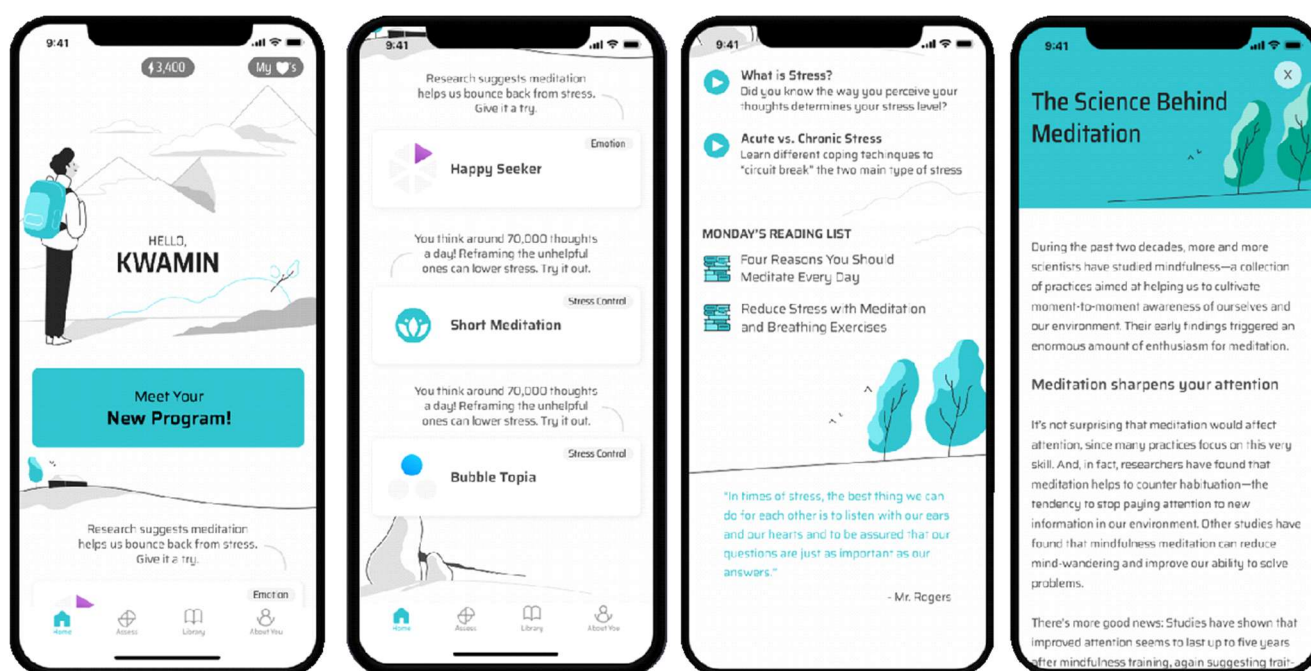 9:41
3,400
My 's
HELLO,
KWAMIN
Meet Your
New Program!
Research suggests meditation
helps us bounce back from stress.
Give it a try.
Emotion
Home
Assess
Library
About You
9:41
Research suggests meditation
helps us bounce back from stress.
Give it a try.
Emotion
Happy Seeker
You think around 70,000 thoughts
a day! Reframing the unhelpful
ones can lower stress. Try it out.
Stress Control
Short Meditation
You think around 70,000 thoughts
a day! Reframing the unhelpful
ones can lower stress. Try it out.
Stress Control
Bubble Topia
Home
Assess
Library
About You
9:41
What is Stress?
Did you know the way you perceive your
thoughts determines your stress level?
Acute vs. Chronic Stress
Learn different coping techinques to
"circuit break" the two main type of stress
MONDAY'S READING LIST
Four Reasons You Should
Meditate Every Day
Reduce Stress with Meditation
and Breathing Exercises
"In times of stress, the best thing we can
do for each other is to listen with our ears
and our hearts and to be assured that our
questions are just as important as our
answers."
- Mr. Rogers
9:41
X
The Science Behind
Meditation
During the past two decades, more and more
scientists have studied mindfulness—a collection
of practices aimed at helping us to cultivate
moment-to-moment awareness of ourselves and
our environment. Their early findings triggered an
enormous amount of enthusiasm for meditation.
Meditation sharpens your attention
It's not surprising that meditation would affect
attention, since many practices focus on this very
skill. And, in fact, researchers have found that
meditation helps to counter habituation—the
tendency to stop paying attention to new
information in our environment. Other studies have
found that mindfulness meditation can reduce
mind-wandering and improve our ability to solve
problems.
There's more good news: Studies have shown that
improved attention seems to last up to five years
after mindfulness training, again suggesting trait-